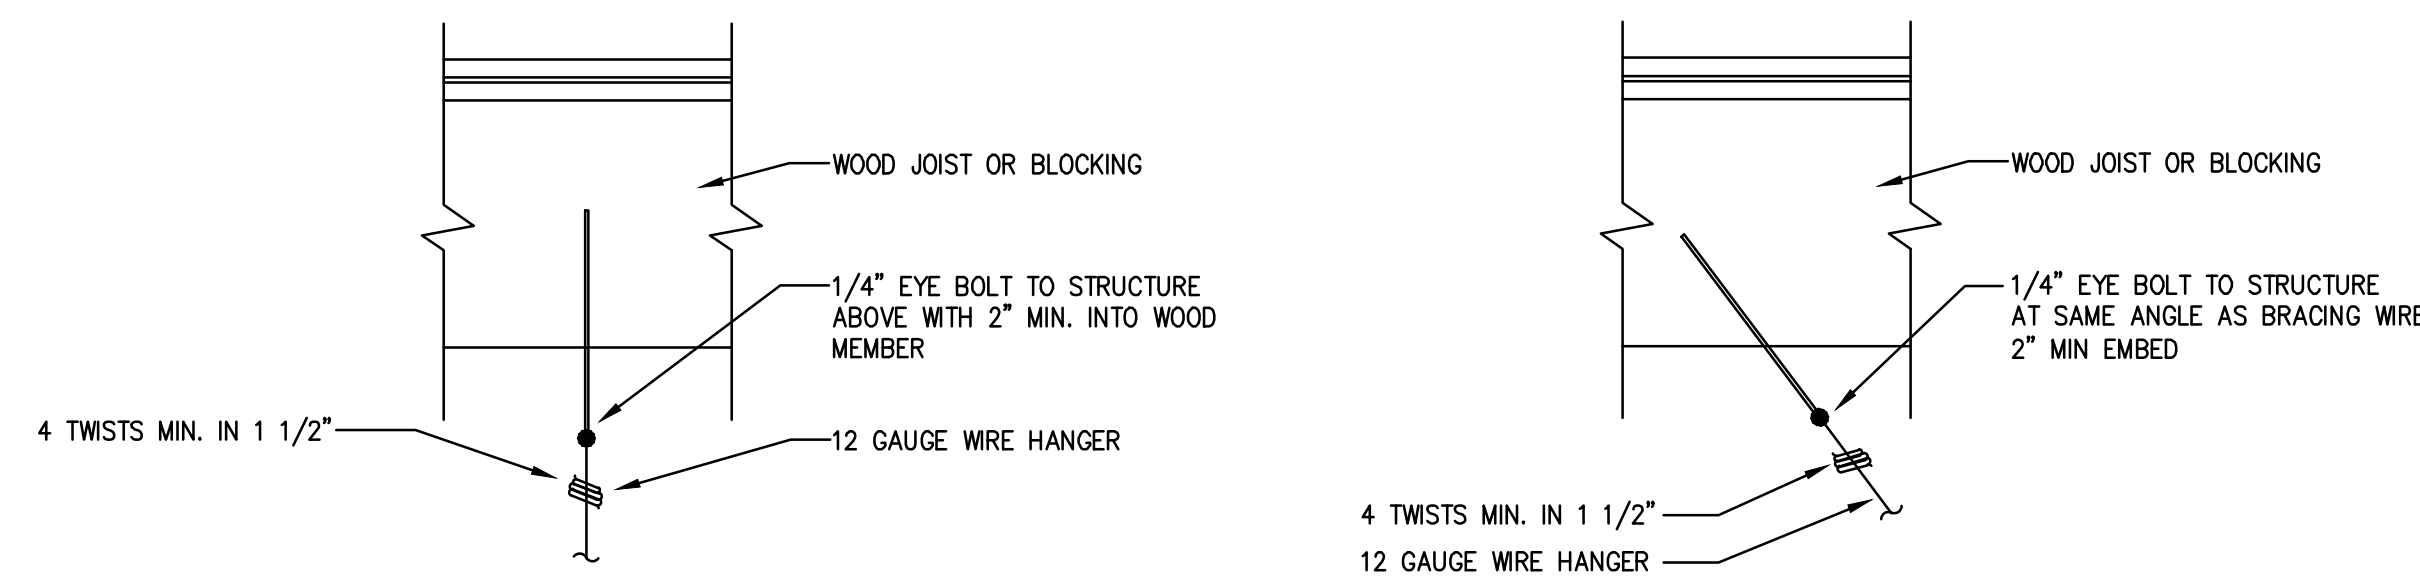 WOOD JOIST OR BLOCKING
1/4" EYE BOLT TO STRUCTURE
ABOVE WITH 2" MIN. INTO WOOD
MEMBER
4 TWISTS MIN. IN 1 1/2"
12 GAUGE WIRE HANGER
WOOD JOIST OR BLOCKING
1/4" EYE BOLT TO STRUCTURE
AT SAME ANGLE AS BRACING WIRE
2" MIN EMBED
4 TWISTS MIN. IN 1 1/2"
12 GAUGE WIRE HANGER